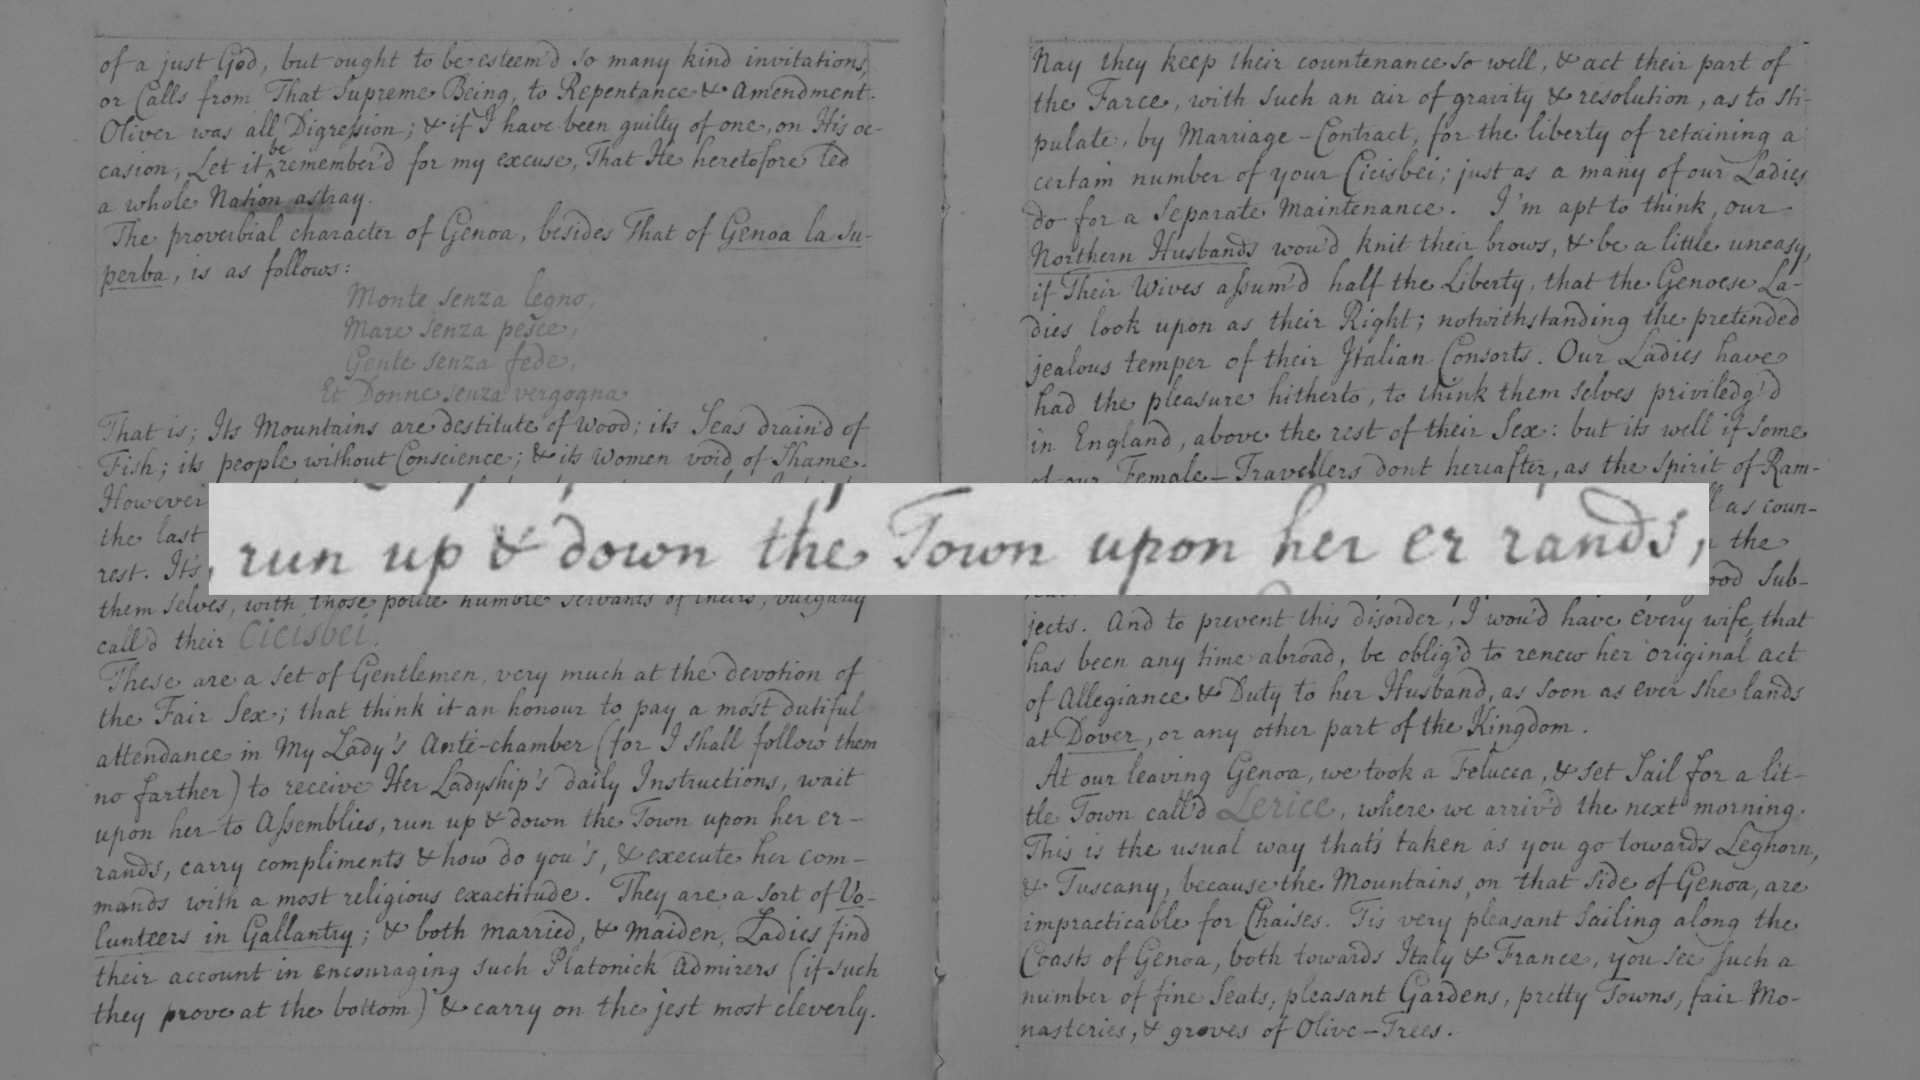 of a just God, but ought to be esteem'd so many kind invitations,
or Calls from That Supreme Being, to Repentance & Amendment.
Oliver was all Digression; & if I have been guilty of one, on His oc-
casion, Let it be remember'd for my excuse, That He heretofore led
a whole Nation astray.
The proverbial character of Genoa, besides That of Genoa la Su-
perba, is as follows:
Monte senza legno,
Mare senza pesce,
Gente senza fede,
Et Donne senza vergogna.
That is; Its Mountains are destitute of Wood; its Seas drain'd of
Fish; its people without Conscience; & its Women void of Shame.
However
the last
rest. It's
them selves, with those polite humble servants of theirs, vulgarly
call'd their Cicisbei.
These are a set of Gentlemen, very much at the devotion of
the Fair Sex; that think it an honour to pay a most dutiful
attendance in My Lady's Anté-chamber (for I shall follow them
no farther) to receive Her Ladyship's daily Instructions, wait
upon her to Assemblies, run up & down the Town upon her er-
rands, carry compliments & how do you's, & execute her com-
mands with a most religious exactitude. They are a sort of Vo-
lunteers in Gallantry; & both married, & maiden, Ladies find
their account in encouraging such Platonick Admirers (if such
they prove at the bottom) & carry on the jest most cleverly.
run up & down the Town upon her er rands,
Nay they keep their countenance so well, & act their part of
the Farce, with such an air of gravity & resolution, as to sti-
pulate, by Marriage-Contract, for the liberty of retaining a
certain number of your Cicisbei; just as a many of our Ladies
do for a Separate Maintenance. I'm apt to think, our
Northern Husbands wou'd knit their brows, & be a little uneasy,
if Their Wives assum'd half the Liberty, that the Genoese La-
dies look upon as their Right; notwithstanding the pretended
jealous temper of their Italian Consorts. Our Ladies have
had the pleasure hitherto, to think them selves priviledg'd
in England, above the rest of their Sex: but its well if some
of our Female-Travellers dont hereafter, as the spirit of Ram-
as coun-
the
Sub-
jects. And to prevent this disorder, I wou'd have every wife, that
has been any time abroad, be oblig'd to renew her original act
of Allegiance & Duty to her Husband, as soon as ever she lands
at Dover, or any other part of the Kingdom.
At our leaving Genoa, we took a Felucca, & set Sail for a lit-
tle Town call'd Lerice, where we arriv'd the next morning.
This is the usual way that's taken as you go towards Leghorn,
& Tuscany, because the Mountains, on that side of Genoa, are
impracticable for Chaises. Tis very pleasant sailing along the
Coasts of Genoa, both towards Italy & France, you see such a
number of fine Seats, pleasant Gardens, pretty Towns, fair Mo-
nasteries, & groves of Olive-Trees.